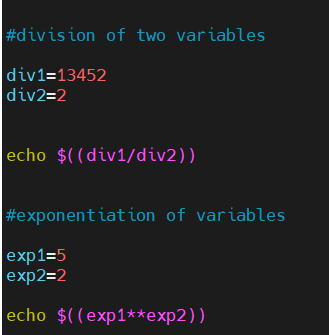 #division of two variables
div1=13452
div2=2
echo $((div1/div2))
#exponentiation of variables
exp1=5
exp2=2
echo $((exp1**exp2))